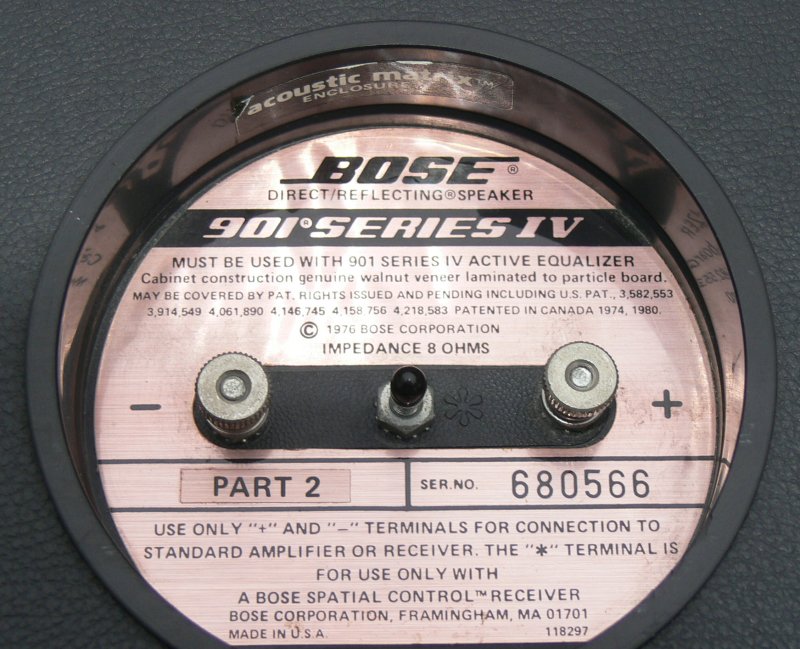 acoustic matrix™
ENCLOSURE
BOSE®
DIRECT/REFLECTING® SPEAKER
901® SERIES IV
MUST BE USED WITH 901 SERIES IV ACTIVE EQUALIZER
Cabinet construction genuine walnut veneer laminated to particle board.
MAY BE COVERED BY PAT. RIGHTS ISSUED AND PENDING INCLUDING U.S. PAT., 3,582,553
3,914,549 4,061,890 4,146,745 4,158 756 4,218,583 PATENTED IN CANADA 1974, 1980.
© 1976 BOSE CORPORATION
IMPEDANCE 8 OHMS
− +
PART 2
SER.NO. 680566
USE ONLY "+" AND "−" TERMINALS FOR CONNECTION TO
STANDARD AMPLIFIER OR RECEIVER. THE "*" TERMINAL IS
FOR USE ONLY WITH
A BOSE SPATIAL CONTROL™ RECEIVER
BOSE CORPORATION, FRAMINGHAM, MA 01701
MADE IN U.S.A. 118297